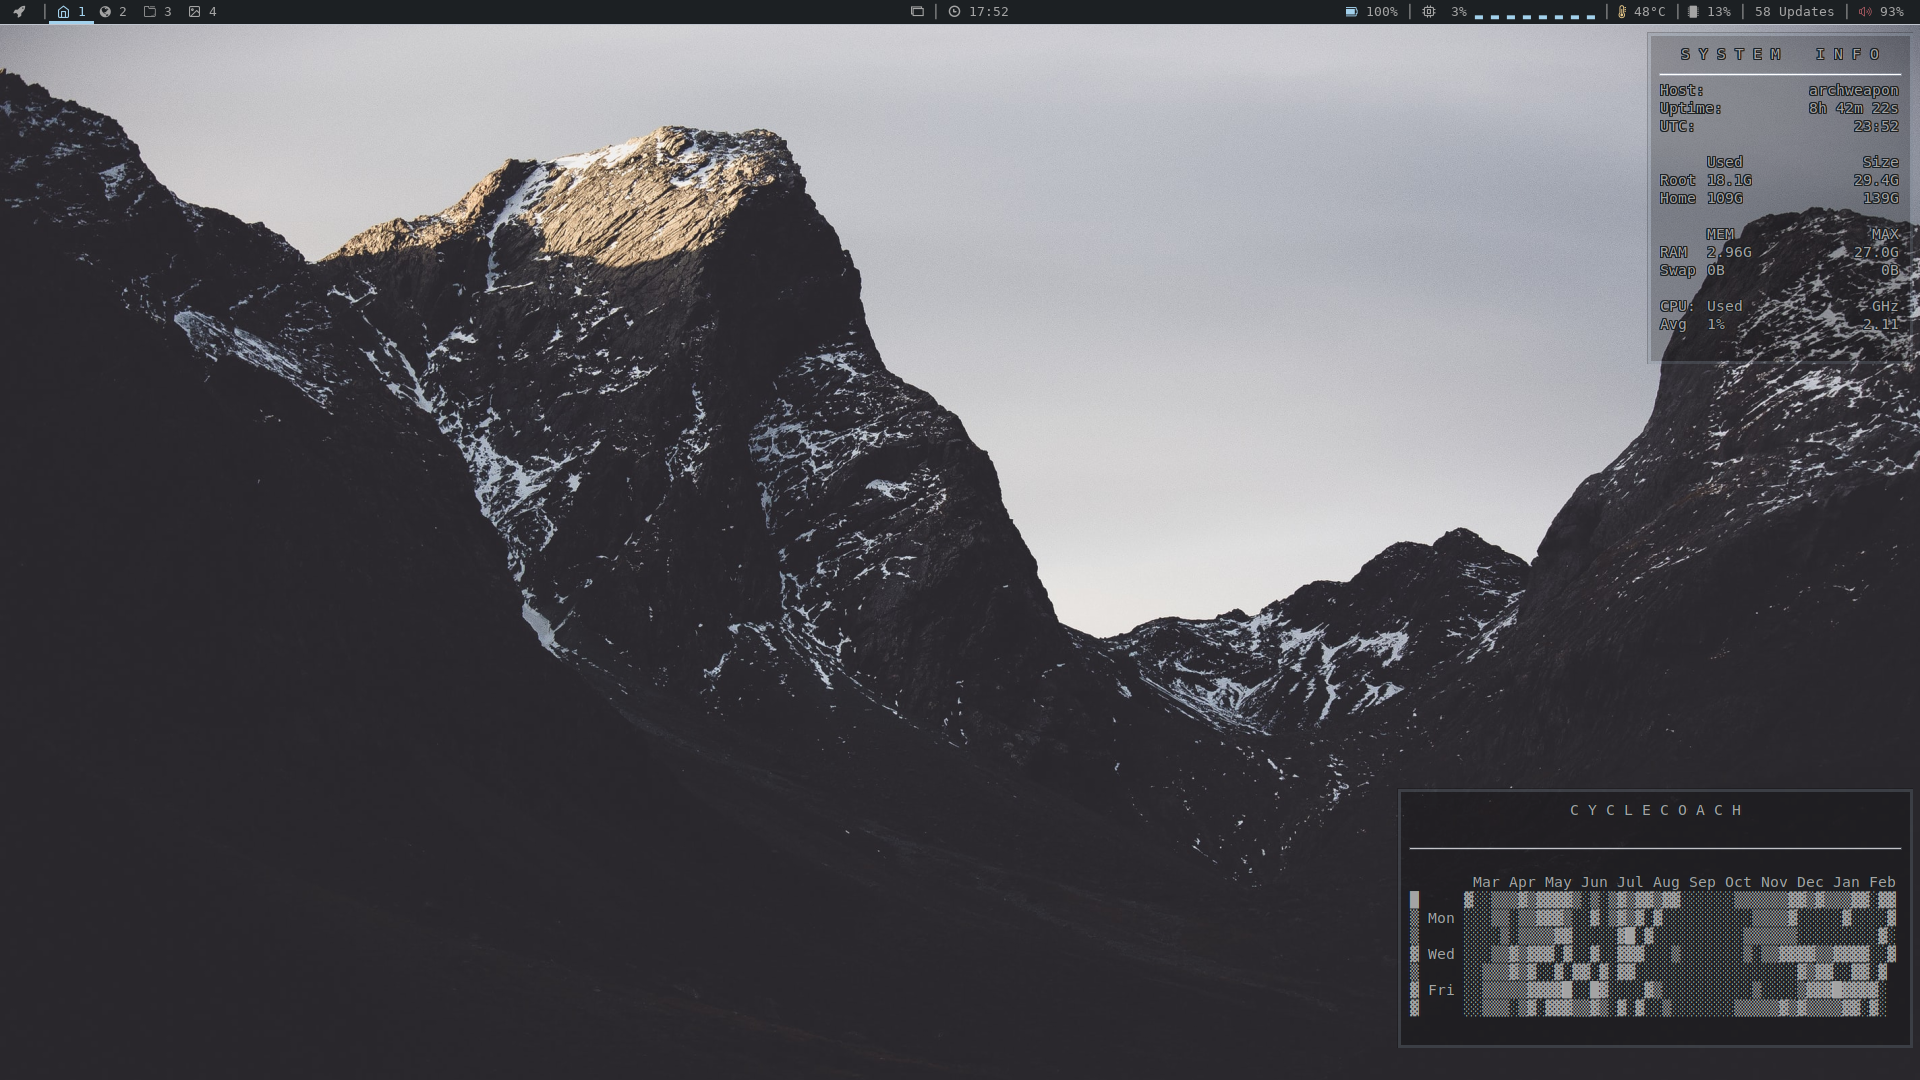 1 2 3 4 17:52 100% 3% 48°C 13% 58 Updates 93%
SYSTEM INFO
Host: archweapon
Uptime: 8h 42m 22s
UTC: 23:52
Used Size
Root 18.1G 29.4G
Home 109G 139G
MEM MAX
RAM 2.96G 27.0G
Swap 0B 0B
CPU: Used GHz
Avg 1% 2.11
CYCLECOACH
Mar Apr May Jun Jul Aug Sep Oct Nov Dec Jan Feb
Mon
Wed
Fri